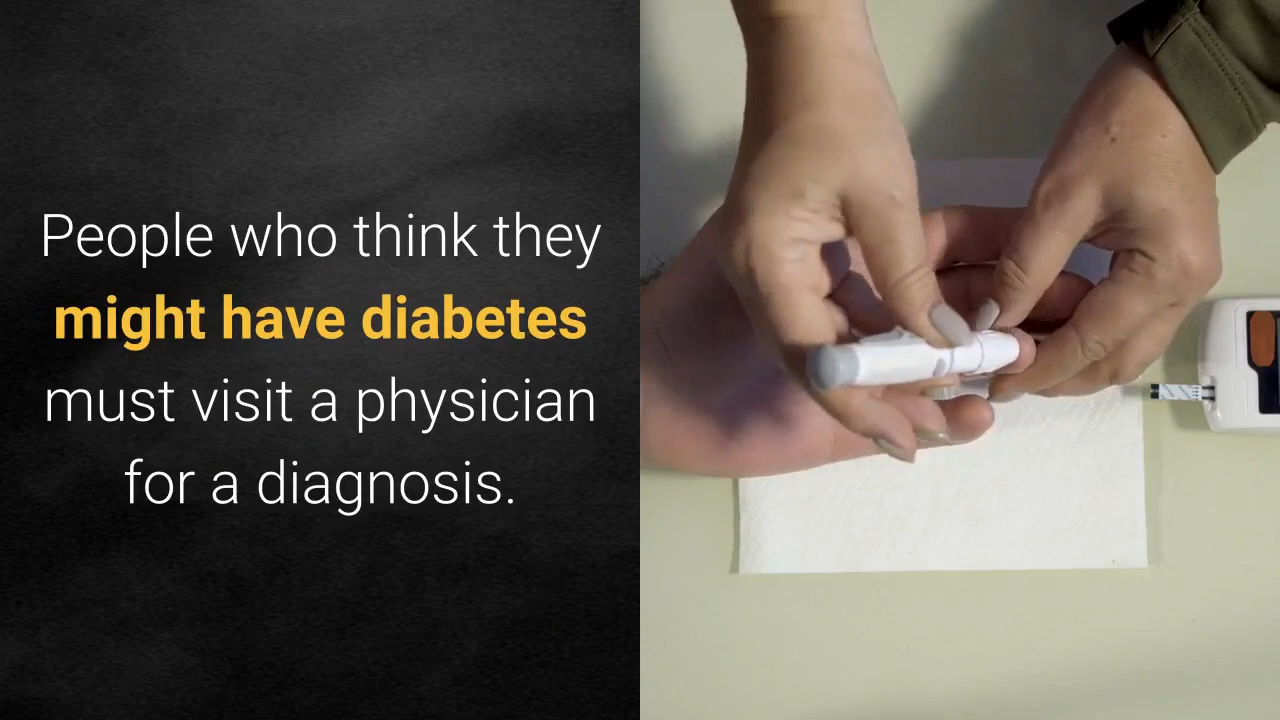 People who think they
might have diabetes
must visit a physician
for a diagnosis.